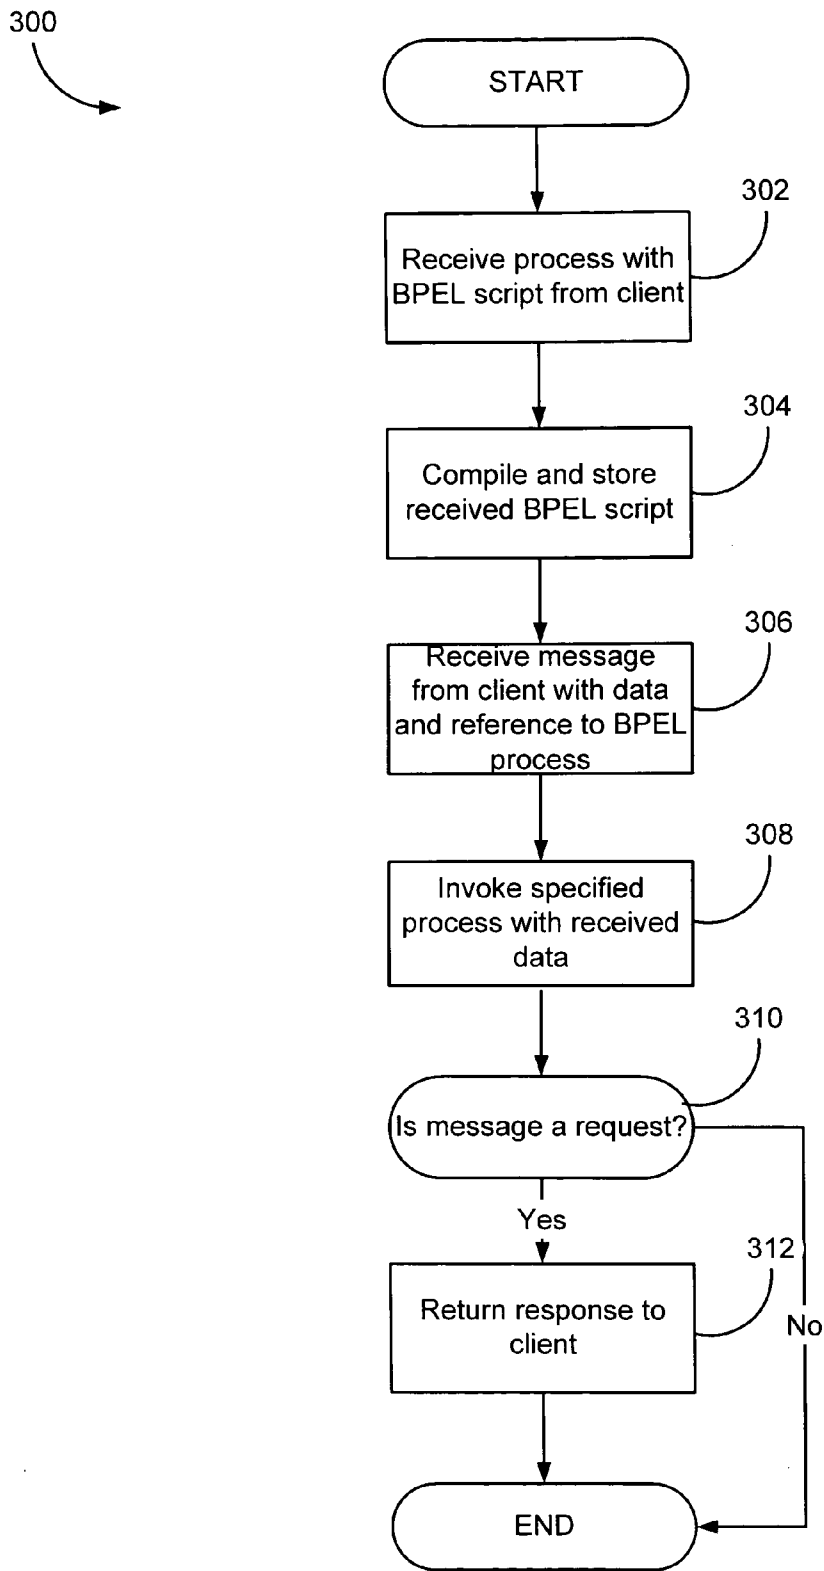 300
START
302
Receive process with
BPEL script from client
304
Compile and store
received BPEL script
306
Receive message
from client with data
and reference to BPEL
process
308
Invoke specified
process with received
data
310
Is message a request?
Yes
312
Return response to
client
No
END